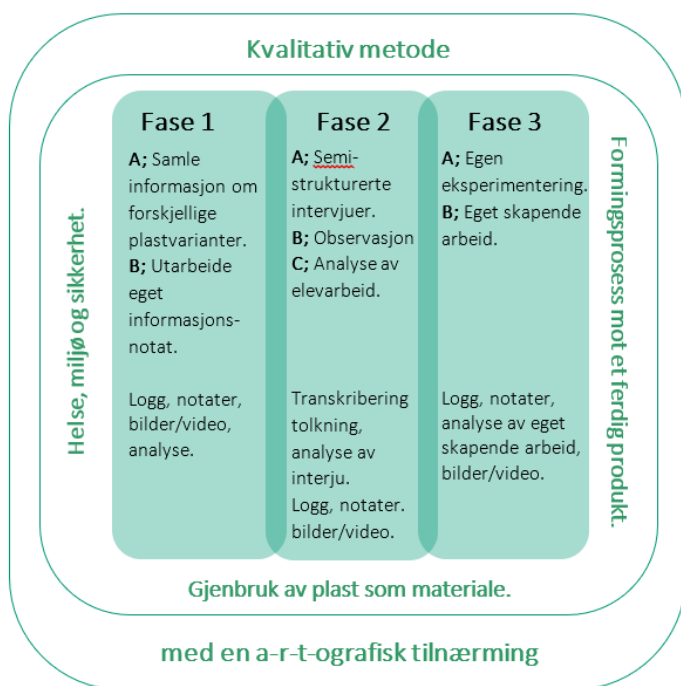 Kvalitativ metode
Helse, miljø og sikkerhet.
Fase 1
A; Samle
informasjon om
forskjellige
plastvarianter.
B; Utarbeide
eget
informasjons-
notat.
Logg, notater,
bilder/video,
analyse.
Fase 2
A; Semi-
strukturerte
intervjuer.
B; Observasjon
C; Analyse av
elevarbeid.
Transkribering
tolkning,
analyse av
interju.
Logg, notater.
bilder/video.
Fase 3
A; Egen
eksperimentering.
B; Eget skapende
arbeid.
Logg, notater,
analyse av eget
skapende arbeid,
bilder/video.
Formingsprosess mot et ferdig produkt.
Gjenbruk av plast som materiale.
med en a-r-t-ografisk tilnærming